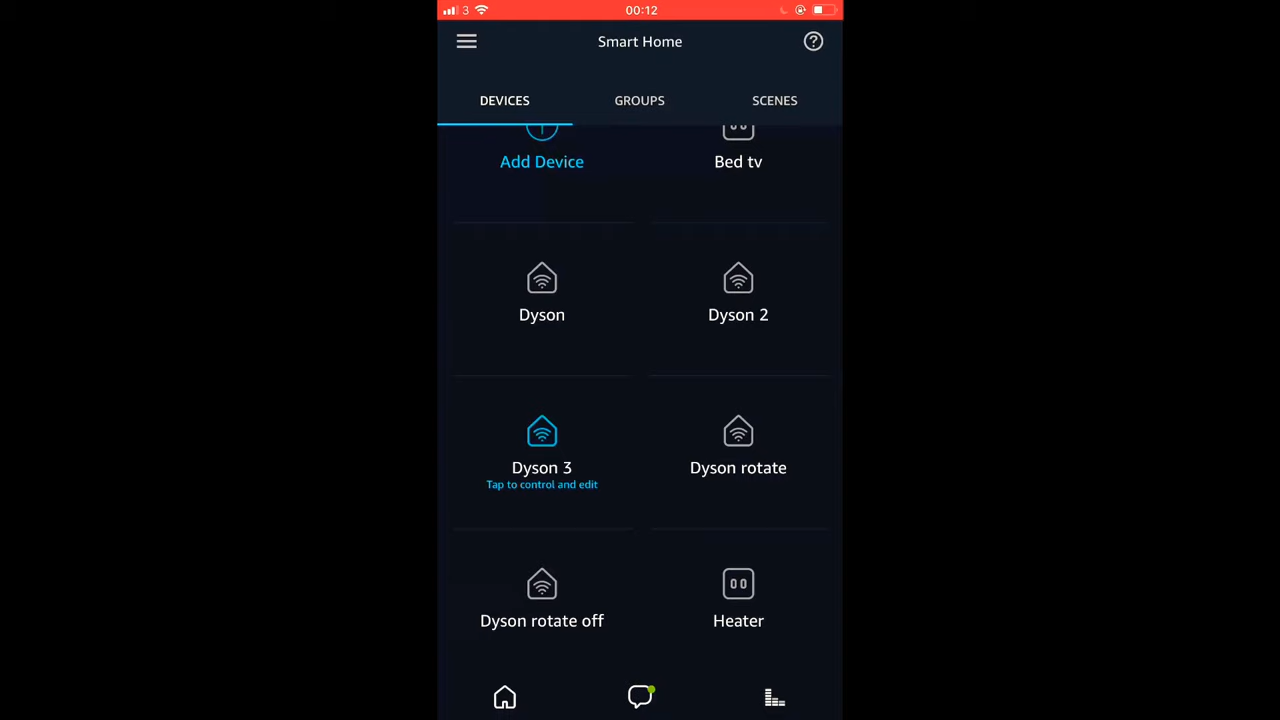 3
00:12
Smart Home
DEVICES
GROUPS
SCENES
Add Device
Bed tv
Dyson
Dyson 2
Dyson 3
Tap to control and edit
Dyson rotate
Dyson rotate off
Heater